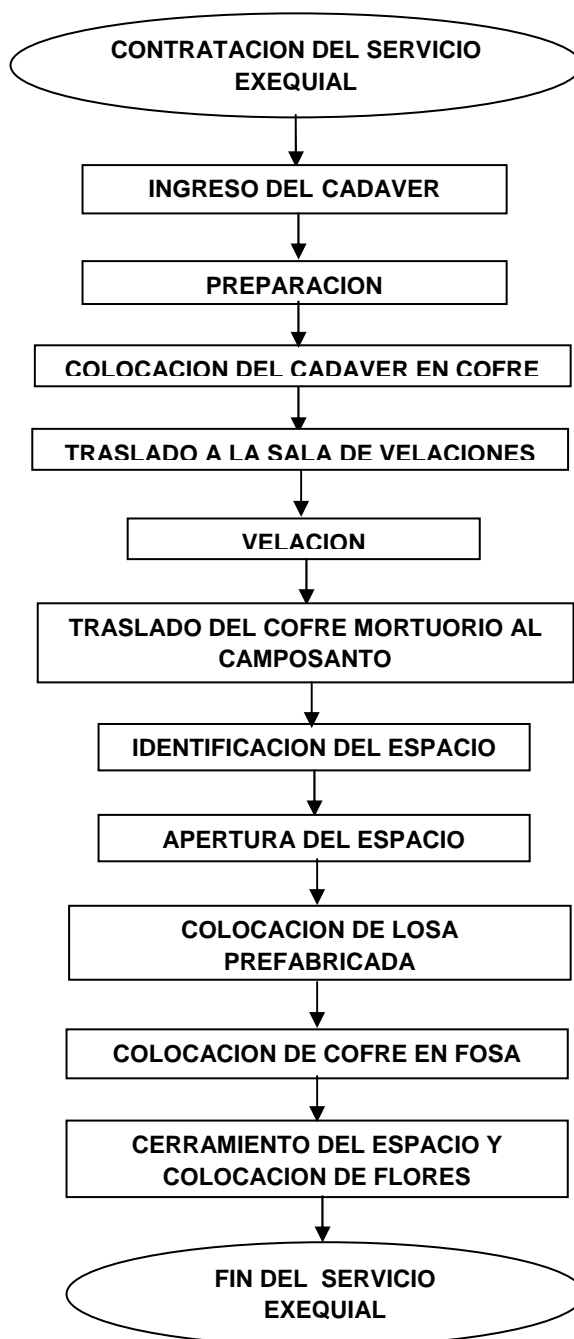 CONTRATACION DEL SERVICIO
EXEQUIAL
INGRESO DEL CADAVER
PREPARACION
COLOCACION DEL CADAVER EN COFRE
TRASLADO A LA SALA DE VELACIONES
VELACION
TRASLADO DEL COFRE MORTUORIO AL
CAMPOSANTO
IDENTIFICACION DEL ESPACIO
APERTURA DEL ESPACIO
COLOCACION DE LOSA
PREFABRICADA
COLOCACION DE COFRE EN FOSA
CERRAMIENTO DEL ESPACIO Y
COLOCACION DE FLORES
FIN DEL SERVICIO
EXEQUIAL